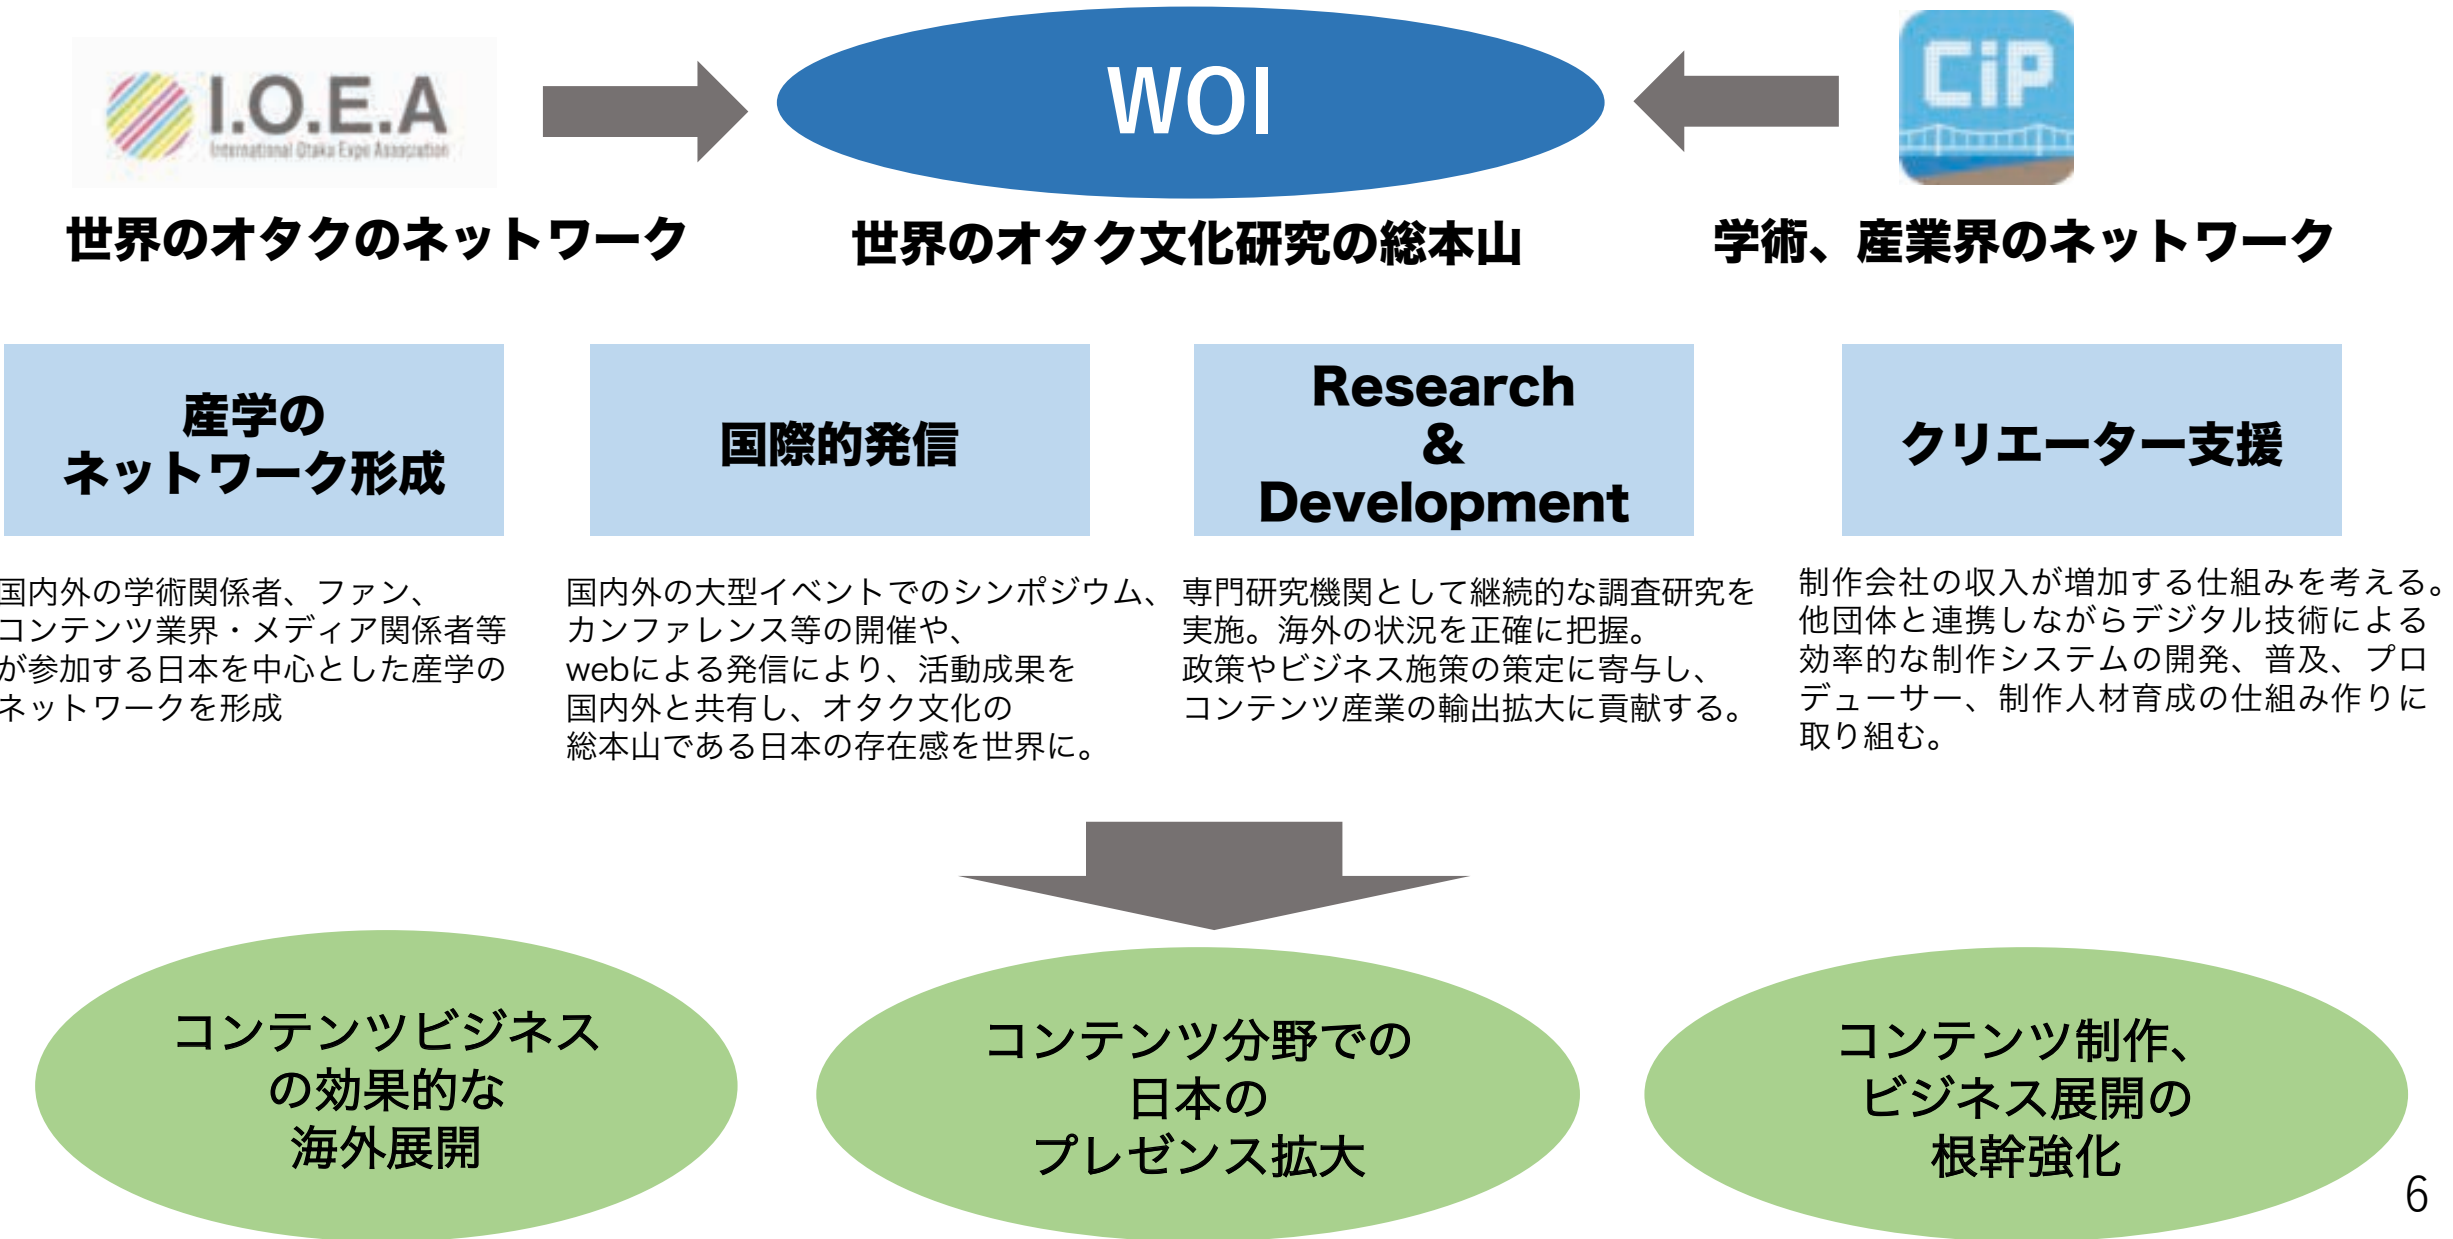 I.O.E.A
International Otaku Expo Association
WOI
CiP
世界のオタクのネットワーク
世界のオタク文化研究の総本山
学術、産業界のネットワーク
産学の
ネットワーク形成
国内外の学術関係者、ファン、
コンテンツ業界・メディア関係者等
が参加する日本を中心とした産学の
ネットワークを形成
国際的発信
国内外の大型イベントでのシンポジウム、
カンファレンス等の開催や、
webによる発信により、活動成果を
国内外と共有し、オタク文化の
総本山である日本の存在感を世界に。
Research
&
Development
専門研究機関として継続的な調査研究を
実施。海外の状況を正確に把握。
政策やビジネス施策の策定に寄与し、
コンテンツ産業の輸出拡大に貢献する。
クリエーター支援
制作会社の収入が増加する仕組みを考える。
他団体と連携しながらデジタル技術による
効率的な制作システムの開発、普及、プロ
デューサー、制作人材育成の仕組み作りに
取り組む。
コンテンツビジネス
の効果的な
海外展開
コンテンツ分野での
日本の
プレゼンス拡大
コンテンツ制作、
ビジネス展開の
根幹強化
6